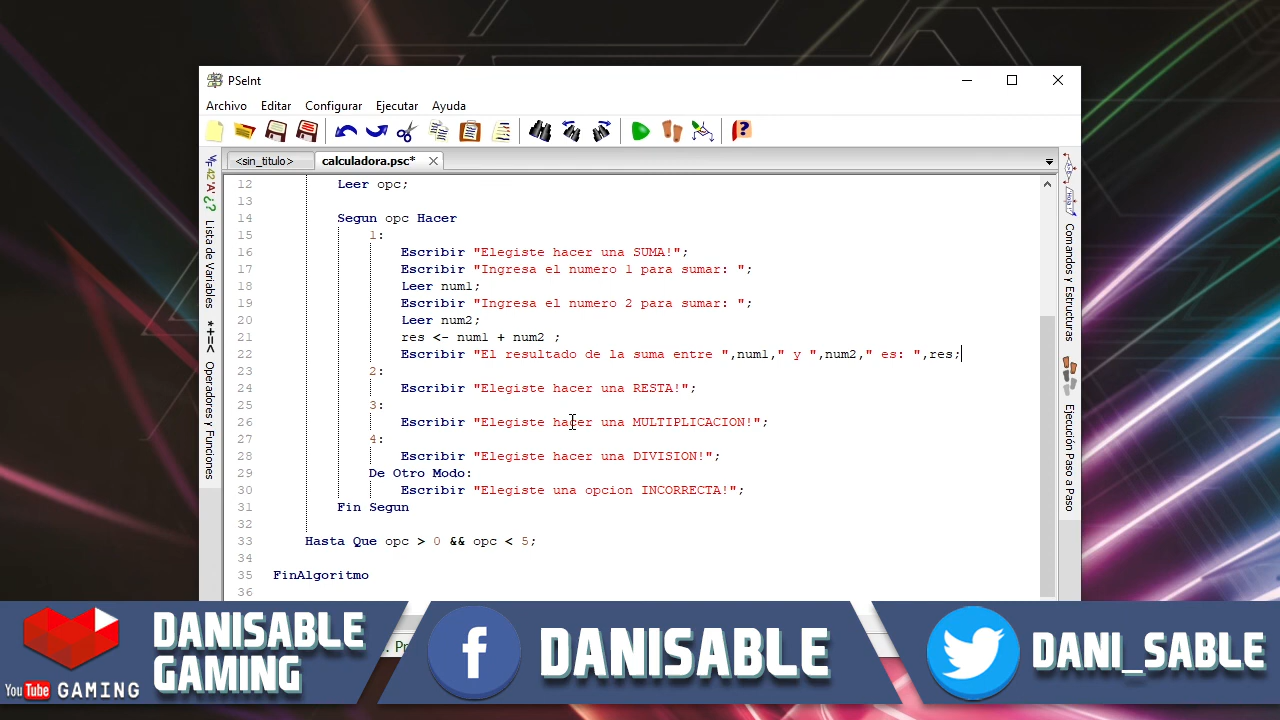 PSeInt
Archivo Editar Configurar Ejecutar Ayuda
<sin_titulo> calculadora.psc*
12 Leer opc;
13
14 Segun opc Hacer
15 1:
16 Escribir "Elegiste hacer una SUMA!";
17 Escribir "Ingresa el numero 1 para sumar: ";
18 Leer num1;
19 Escribir "Ingresa el numero 2 para sumar: ";
20 Leer num2;
21 res <- num1 + num2 ;
22 Escribir "El resultado de la suma entre ",num1," y ",num2," es: ",res;
23 2:
24 Escribir "Elegiste hacer una RESTA!";
25 3:
26 Escribir "Elegiste hacer una MULTIPLICACION!";
27 4:
28 Escribir "Elegiste hacer una DIVISION!";
29 De Otro Modo:
30 Escribir "Elegiste una opcion INCORRECTA!";
31 Fin Segun
32
33 Hasta Que opc > 0 && opc < 5;
34
35 FinAlgoritmo
36
Lista de Variables
*+=< Operadores y Funciones
Comandos y Estructuras
Ejecución Paso a Paso
YouTube GAMING
DANISABLE
GAMING
DANISABLE
DANI_SABLE